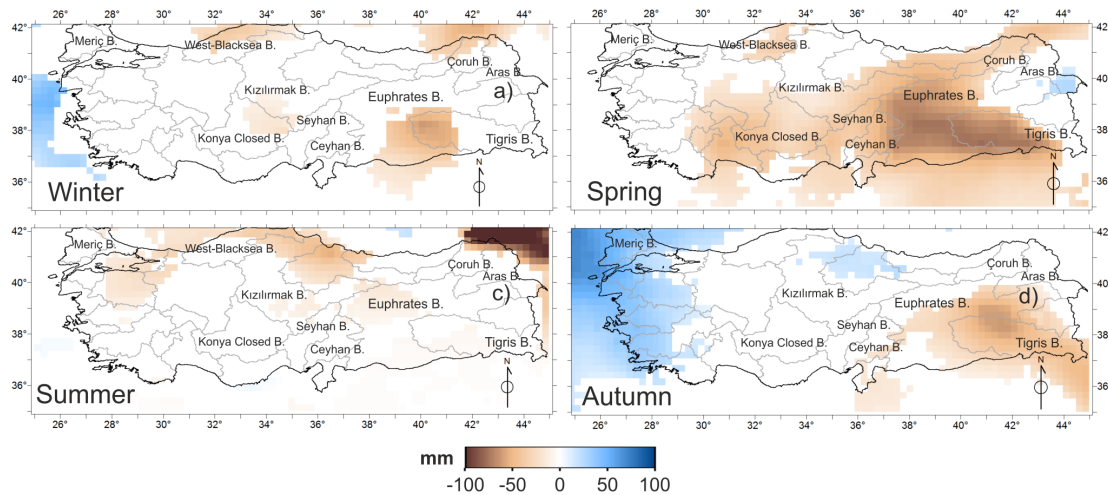 26° 28° 30° 32° 34° 36° 38° 40° 42° 44°
26° 28° 30° 32° 34° 36° 38° 40° 42° 44°
42°
40°
38°
36°
Meriç B.
West-Blacksea B.
Çoruh B.
Aras B.
a)
Kızılırmak B.
Euphrates B.
Seyhan B.
Konya Closed B.
Ceyhan B.
Tigris B.
N
Winter
Meriç B.
West-Blacksea B.
Çoruh B.
Aras B.
Kızılırmak B.
Euphrates B.
Seyhan B.
Konya Closed B.
Ceyhan B.
Tigris B.
N
Spring
42°
40°
38°
36°
42°
40°
38°
36°
Meriç B.
West-Blacksea B.
Çoruh B.
Aras B.
c)
Kızılırmak B.
Euphrates B.
Seyhan B.
Konya Closed B.
Ceyhan B.
Tigris B.
N
Summer
Meriç B.
Çoruh B.
Aras B.
Kızılırmak B.
Euphrates B.
d)
Seyhan B.
Konya Closed B.
Ceyhan B.
Tigris B.
N
Autumn
42°
40°
38°
36°
26° 28° 30° 32° 34° 36° 38° 40° 42° 44°
26° 28° 30° 32° 34° 36° 38° 40° 42° 44°
mm
-100 -50 0 50 100